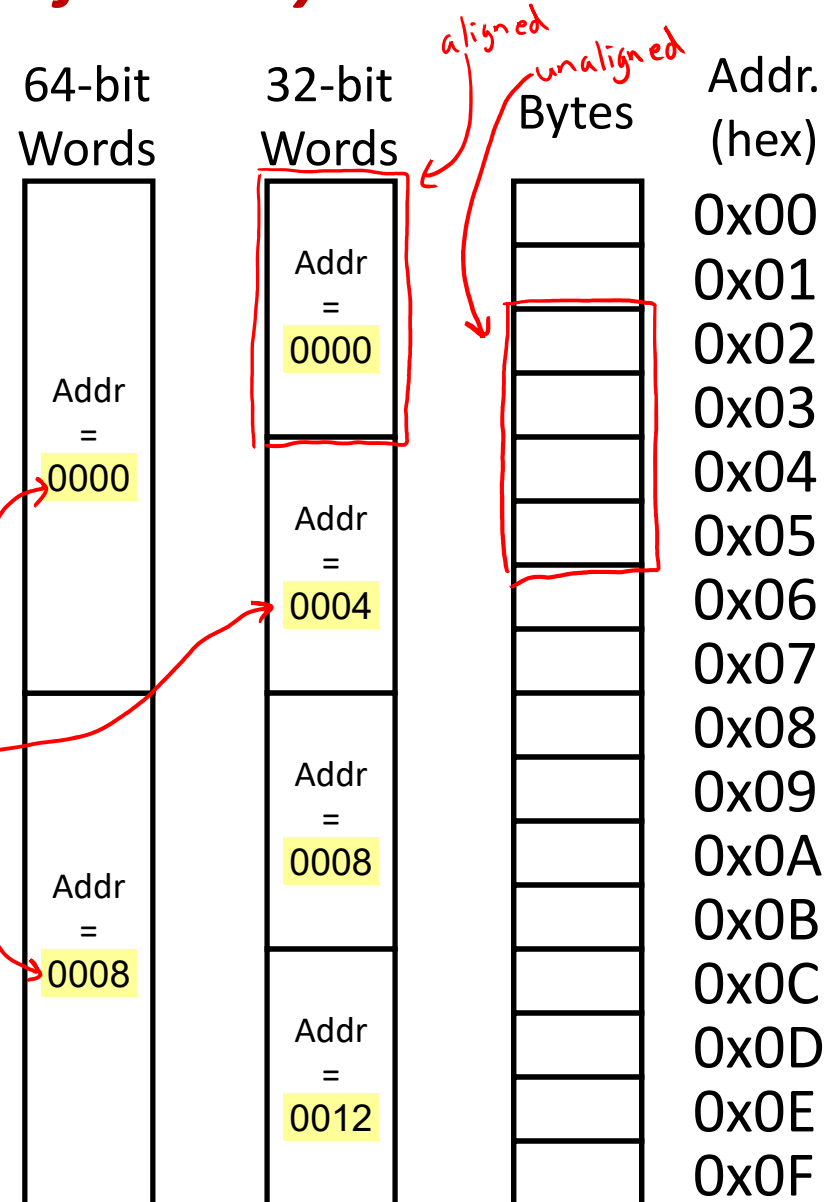 aligned
unaligned
64-bit
Words
32-bit
Words
Bytes
Addr.
(hex)
Addr
=
0000
Addr
=
0008
Addr
=
0000
Addr
=
0004
Addr
=
0008
Addr
=
0012
0x00
0x01
0x02
0x03
0x04
0x05
0x06
0x07
0x08
0x09
0x0A
0x0B
0x0C
0x0D
0x0E
0x0F